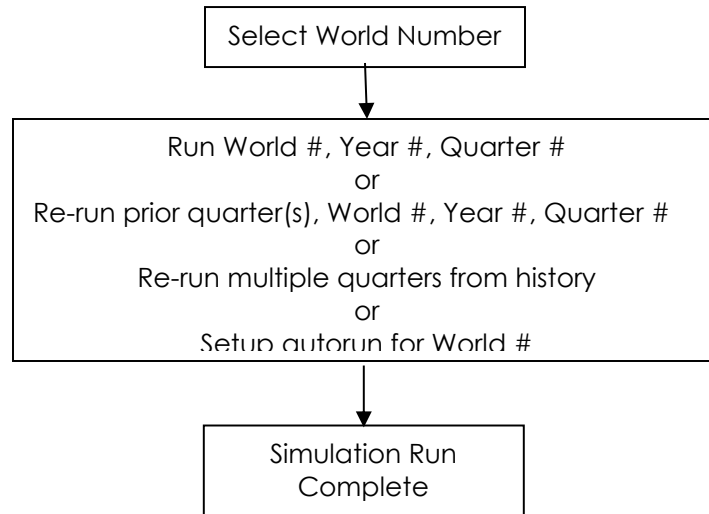 Select World Number
Run World #, Year #, Quarter #
or
Re-run prior quarter(s), World #, Year #, Quarter #
or
Re-run multiple quarters from history
or
Setup autorun for World #
Simulation Run
Complete